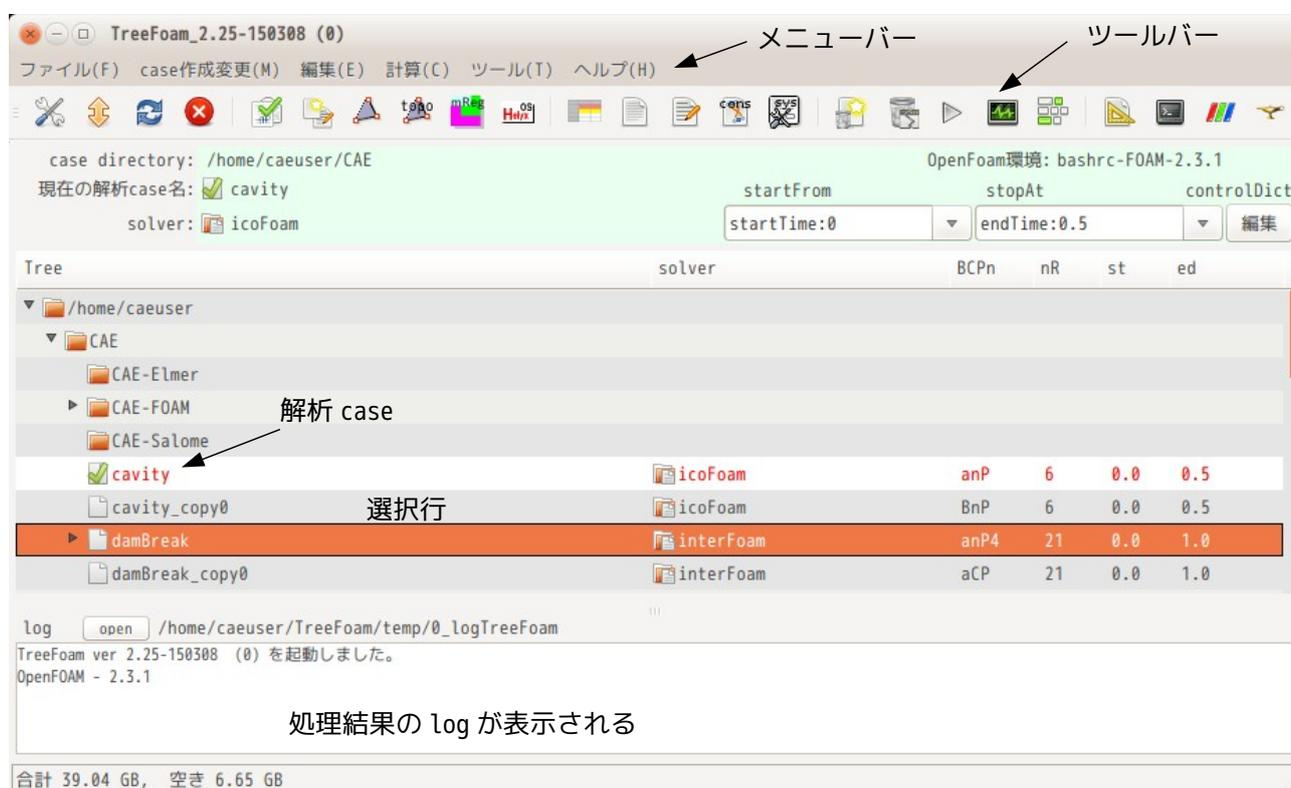 TreeFoam_2.25-150308 (0)
メニューバー
ツールバー
ファイル(F) case作成変更(M) 編集(E) 計算(C) ツール(T) ヘルプ(H)
topo mReg Helyx OS cons sys
case directory: /home/caeuser/CAE OpenFoam環境: bashrc-FOAM-2.3.1
現在の解析case名: cavity startFrom stopAt controlDict
solver: icoFoam startTime:0 endTime:0.5 編集
Tree solver BCPn nR st ed
/home/caeuser
CAE
CAE-Elmer
CAE-FOAM
解析 case
CAE-Salome
cavity icoFoam anP 6 0.0 0.5
cavity_copy0 選択行 icoFoam BnP 6 0.0 0.5
damBreak interFoam anP4 21 0.0 1.0
damBreak_copy0 interFoam aCP 21 0.0 1.0
log open /home/caeuser/TreeFoam/temp/0_logTreeFoam
TreeFoam ver 2.25-150308 (0) を起動しました。
OpenFOAM - 2.3.1
処理結果の log が表示される
合計 39.04 GB, 空き 6.65 GB